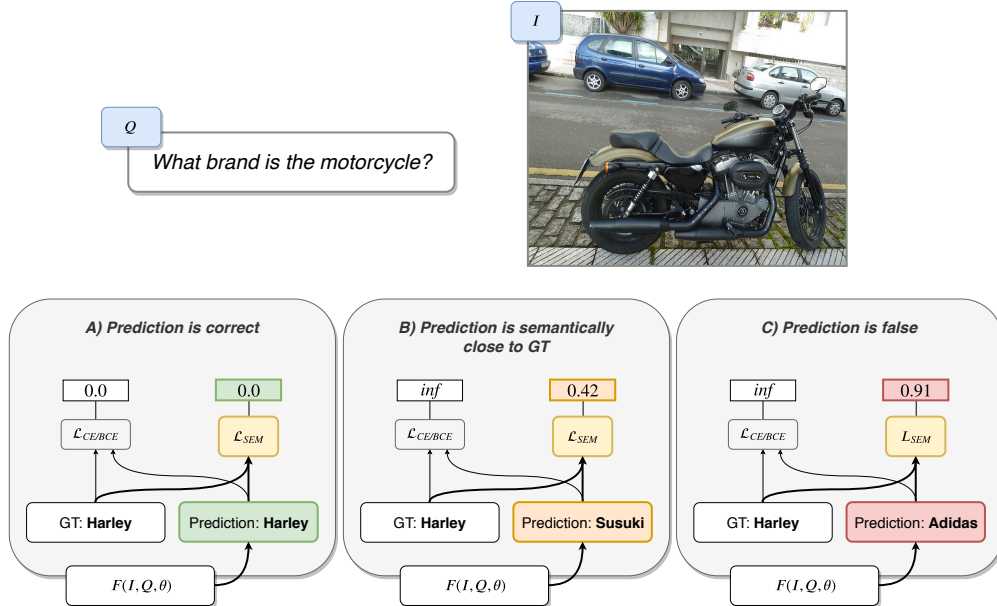 I
Q
What brand is the motorcycle?
A) Prediction is correct
0.0
0.0
ℒCE/BCE
ℒSEM
GT: Harley
Prediction: Harley
F(I, Q, θ)
B) Prediction is semantically
close to GT
inf
0.42
ℒCE/BCE
ℒSEM
GT: Harley
Prediction: Susuki
F(I, Q, θ)
C) Prediction is false
inf
0.91
ℒCE/BCE
LSEM
GT: Harley
Prediction: Adidas
F(I, Q, θ)